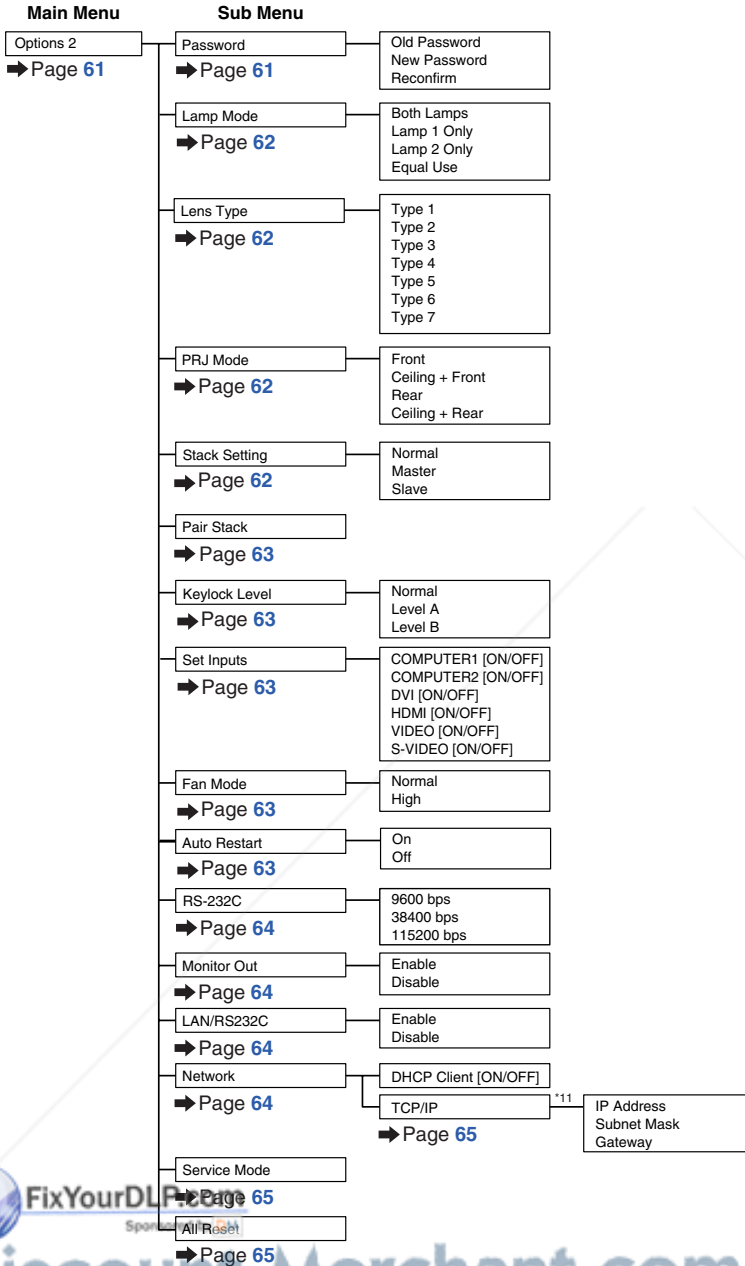 Main Menu
Sub Menu
Options 2
Page 61
Password
Page 61
Old Password
New Password
Reconfirm
Lamp Mode
Page 62
Both Lamps
Lamp 1 Only
Lamp 2 Only
Equal Use
Lens Type
Page 62
Type 1
Type 2
Type 3
Type 4
Type 5
Type 6
Type 7
PRJ Mode
Page 62
Front
Ceiling + Front
Rear
Ceiling + Rear
Stack Setting
Page 62
Normal
Master
Slave
Pair Stack
Page 63
Keylock Level
Page 63
Normal
Level A
Level B
Set Inputs
Page 63
COMPUTER1 [ON/OFF]
COMPUTER2 [ON/OFF]
DVI [ON/OFF]
HDMI [ON/OFF]
VIDEO [ON/OFF]
S-VIDEO [ON/OFF]
Fan Mode
Page 63
Normal
High
Auto Restart
Page 63
On
Off
RS-232C
Page 64
9600 bps
38400 bps
115200 bps
Monitor Out
Page 64
Enable
Disable
LAN/RS232C
Page 64
Enable
Disable
Network
Page 64
DHCP Client [ON/OFF]
TCP/IP
*11
Page 65
IP Address
Subnet Mask
Gateway
Service Mode
Page 65
FixYourDLP.com
All Reset
Page 65